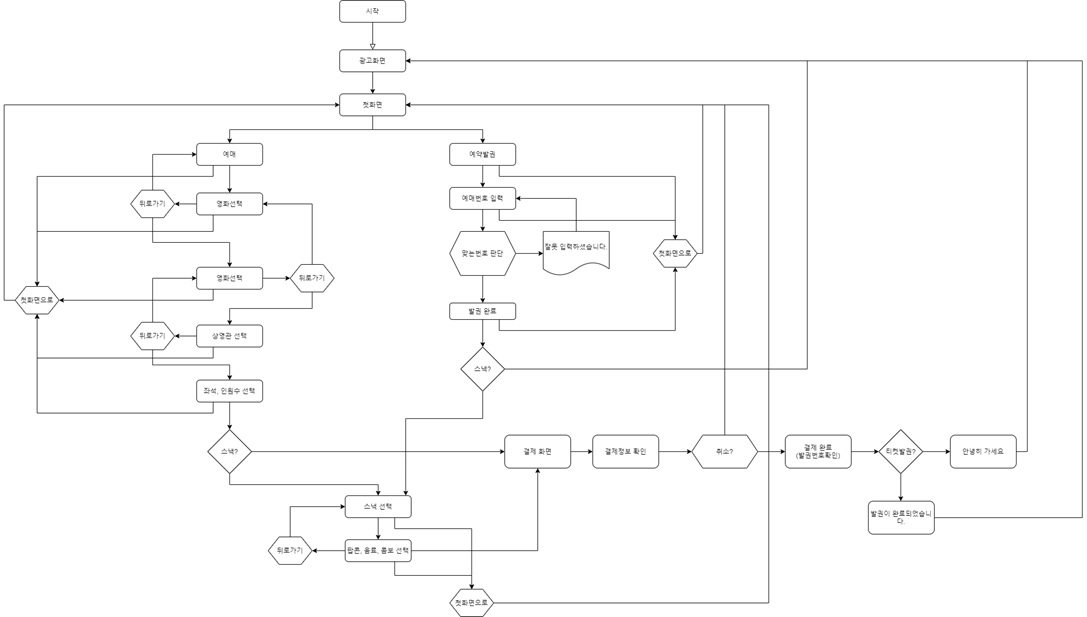 시작
광고화면
첫화면
예매
예약발권
뒤로가기
영화선택
예매번호 입력
맞는번호 판단
잘못 입력하셨습니다.
첫화면으로
영화선택
뒤로가기
첫화면으로
발권 완료
뒤로가기
상영관 선택
스낵?
좌석, 인원수 선택
스낵?
결제 화면
결제정보 확인
취소?
결제 완료
(발권번호확인)
티켓발권?
안녕히 가세요
스낵 선택
발권이 완료되었습니
다.
뒤로가기
팝콘, 음료, 콤보 선택
첫화면으로